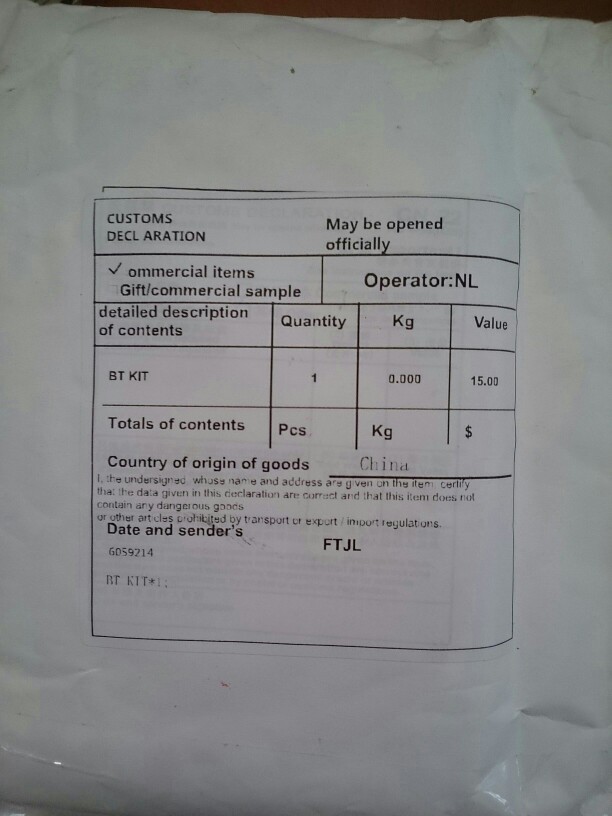 CUSTOMS
DECL ARATION
May be opened
officially
✓ ommercial items
Gift/commercial sample
Operator:NL
detailed description
of contents
Quantity
Kg
Value
BT KIT
1
0.000
15.00
Totals of contents
Pcs
Kg
$
Country of origin of goods China
I, the undersigned, whose name and address are given on the item, certify
that the data given in this declaration are correct and that this item does not
contain any dangerous goods
or other articles prohibited by transport or export / import regulations.
Date and sender's
FTJL
6059214
BT KIT*1;